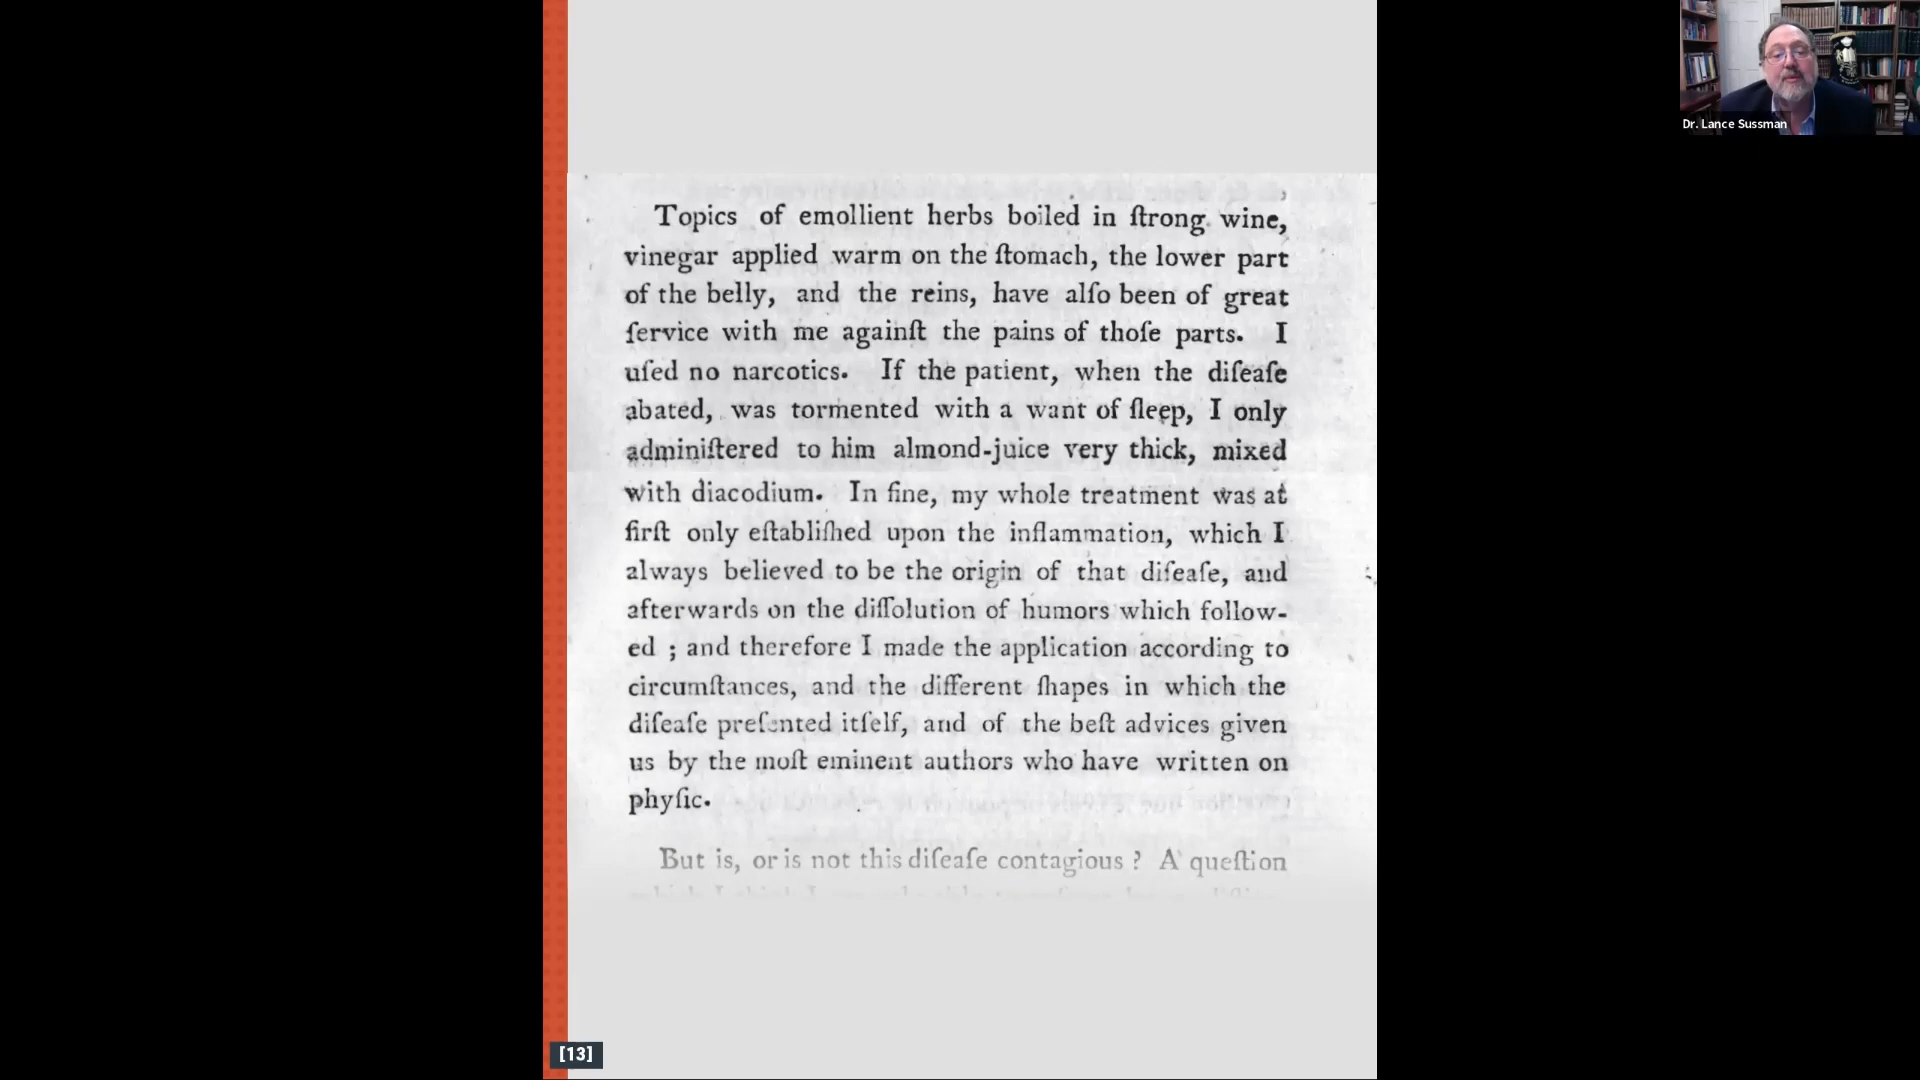 Topics of emollient herbs boiled in ſtrong wine,
vinegar applied warm on the ſtomach, the lower part
of the belly, and the reins, have alſo been of great
ſervice with me againſt the pains of thoſe parts. I
uſed no narcotics. If the patient, when the diſeaſe
abated, was tormented with a want of ſleep, I only
adminiſtered to him almond-juice very thick, mixed
with diacodium. In fine, my whole treatment was at
firſt only eſtabliſhed upon the inflammation, which I
always believed to be the origin of that diſeaſe, and
afterwards on the diſſolution of humors which follow-
ed ; and therefore I made the application according to
circumſtances, and the different ſhapes in which the
diſeaſe preſented itſelf, and of the beſt advices given
us by the moſt eminent authors who have written on
phyſic.
But is, or is not this diſeaſe contagious ? A queſtion
[13]
Dr. Lance Sussman